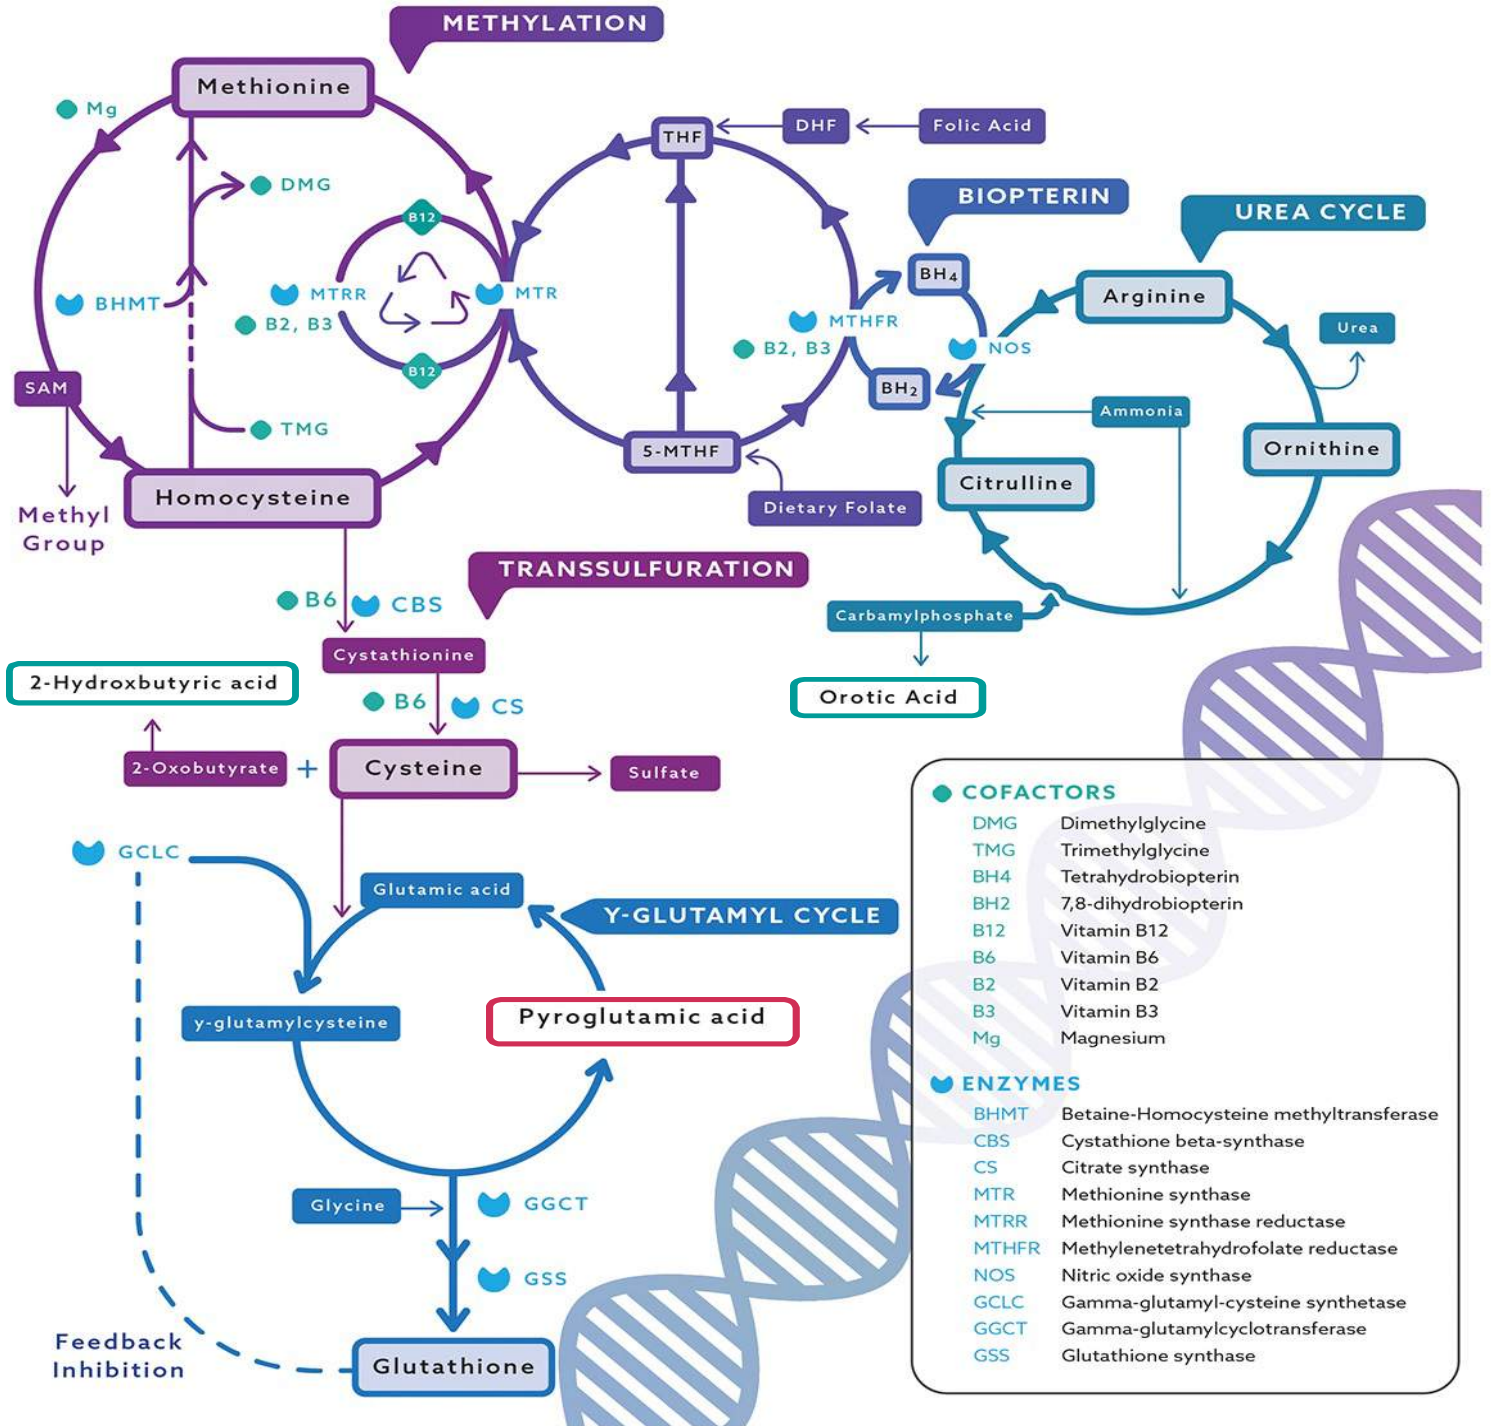 METHYLATION
Methionine
Mg
DMG
B12
BHMT
MTRR
B2, B3
MTR
B12
SAM
TMG
Homocysteine
Methyl
Group
THF
DHF
Folic Acid
BIOPTERIN
BH4
MTHFR
B2, B3
NOS
BH2
5-MTHF
Dietary Folate
UREA CYCLE
Arginine
Urea
Ammonia
Ornithine
Citrulline
Carbamylphosphate
Orotic Acid
TRANSSULFURATION
B6
CBS
Cystathionine
2-Hydroxbutyric acid
B6
CS
2-Oxobutyrate
+
Cysteine
Sulfate
GCLC
Glutamic acid
Y-GLUTAMYL CYCLE
y-glutamylcysteine
Pyroglutamic acid
Glycine
GGCT
GSS
Feedback
Inhibition
Glutathione
COFACTORS
DMG Dimethylglycine
TMG Trimethylglycine
BH4 Tetrahydrobiopterin
BH2 7,8-dihydrobiopterin
B12 Vitamin B12
B6 Vitamin B6
B2 Vitamin B2
B3 Vitamin B3
Mg Magnesium
ENZYMES
BHMT Betaine-Homocysteine methyltransferase
CBS Cystathione beta-synthase
CS Citrate synthase
MTR Methionine synthase
MTRR Methionine synthase reductase
MTHFR Methylenetetrahydrofolate reductase
NOS Nitric oxide synthase
GCLC Gamma-glutamyl-cysteine synthetase
GGCT Gamma-glutamylcyclotransferase
GSS Glutathione synthase